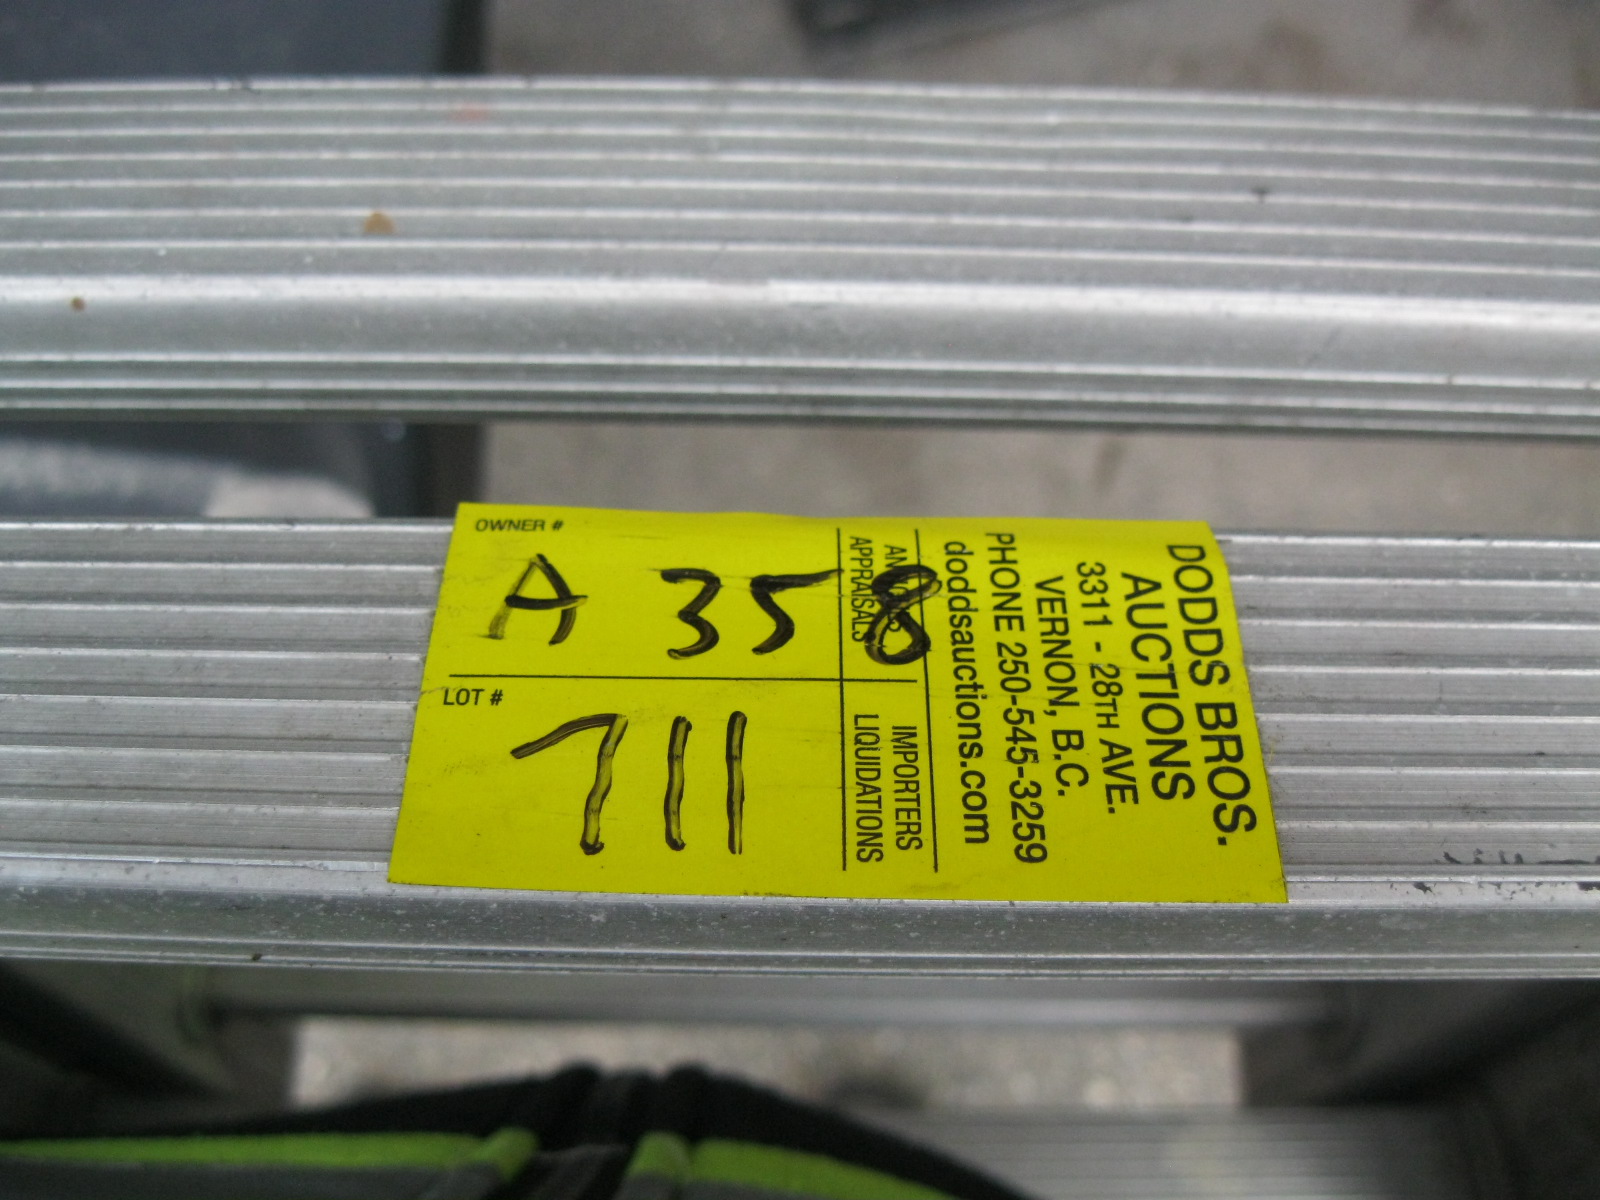 OWNER #
A 358
LOT #
711
ANTIQUES
APPRAISALS
IMPORTERS
LIQUIDATIONS
DODDS BROS.
AUCTIONS
3311 - 28TH AVE.
VERNON, B.C.
PHONE 250-545-3259
doddsauctions.com